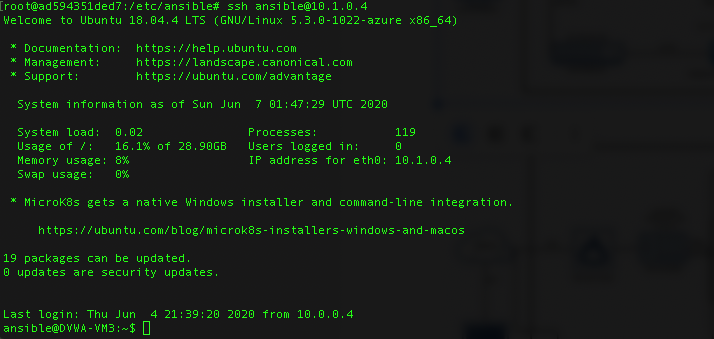 [root@ad594351ded7:/etc/ansible# ssh ansible@10.1.0.4
Welcome to Ubuntu 18.04.4 LTS (GNU/Linux 5.3.0-1022-azure x86_64)
* Documentation: https://help.ubuntu.com
* Management: https://landscape.canonical.com
* Support: https://ubuntu.com/advantage
System information as of Sun Jun 7 01:47:29 UTC 2020
System load: 0.02 Processes: 119
Usage of /: 16.1% of 28.90GB Users logged in: 0
Memory usage: 8% IP address for eth0: 10.1.0.4
Swap usage: 0%
* MicroK8s gets a native Windows installer and command-line integration.
https://ubuntu.com/blog/microk8s-installers-windows-and-macos
19 packages can be updated.
0 updates are security updates.
Last login: Thu Jun 4 21:39:20 2020 from 10.0.0.4
ansible@DVWA-VM3:~$